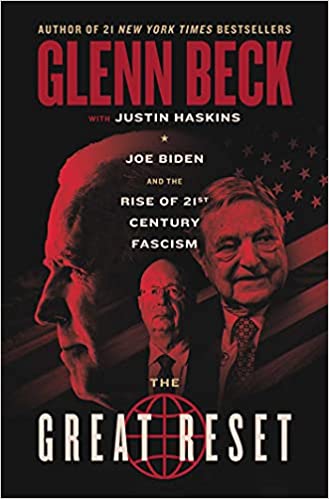 AUTHOR OF 21 NEW YORK TIMES BESTSELLERS
GLENN BECK
WITH JUSTIN HASKINS
JOE BIDEN
AND THE
RISE OF 21ST
CENTURY
FASCISM
THE
GREAT RESET